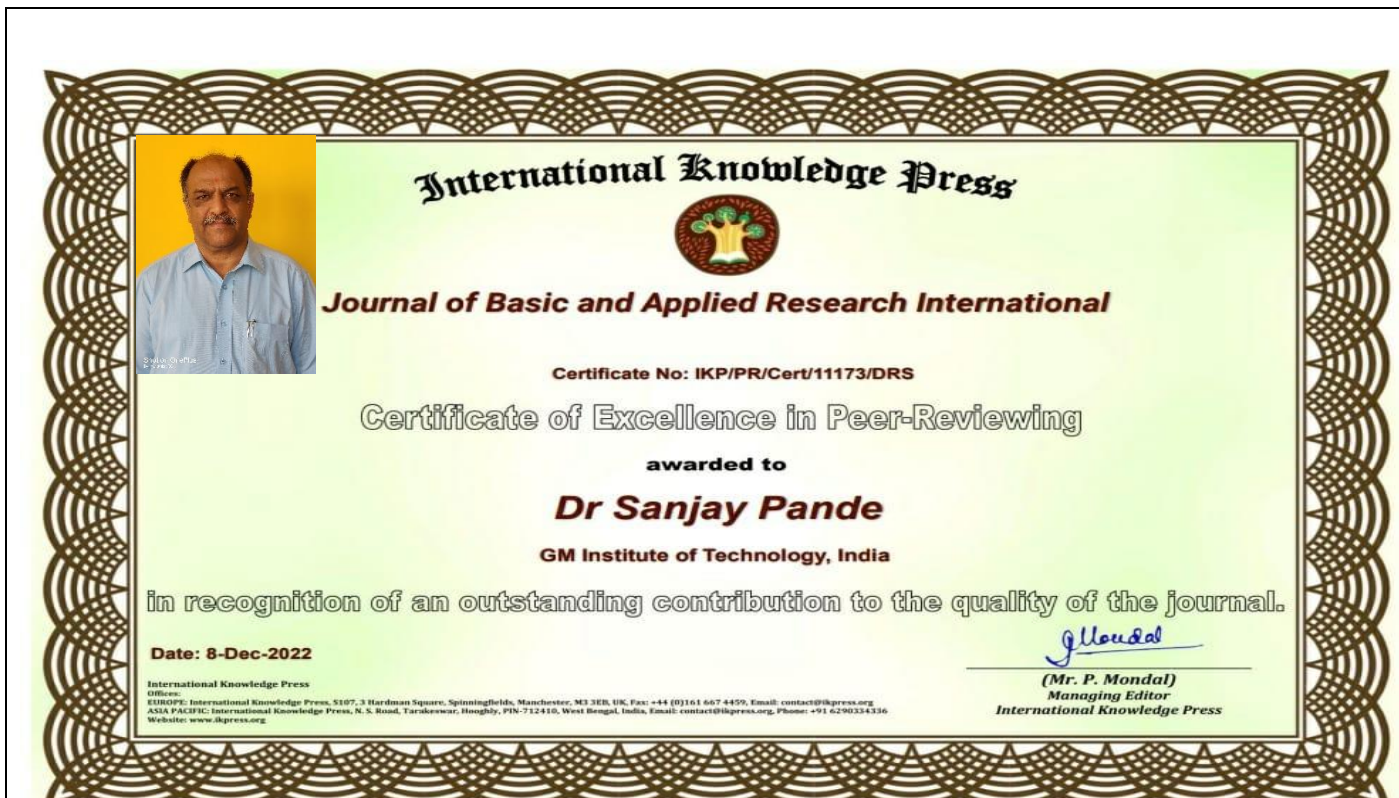 International Knowledge Press
Journal of Basic and Applied Research International
Certificate No: IKP/PR/Cert/11173/DRS
Certificate of Excellence in Peer-Reviewing
awarded to
Dr Sanjay Pande
GM Institute of Technology, India
in recognition of an outstanding contribution to the quality of the journal.
Date: 8-Dec-2022
International Knowledge Press
Offices:
EUROPE: International Knowledge Press, S107, 3 Hardman Square, Spinningfields, Manchester, M3 3EB, UK, Fax: +44 (0)161 667 4459, Email: contact@ikpress.org
ASIA PACIFIC: International Knowledge Press, N. S. Road, Tarakeswar, Hooghly, PIN-712410, West Bengal, India, Email: contact@ikpress.org, Phone: +91 6290334336
Website: www.ikpress.org
Mondal
(Mr. P. Mondal)
Managing Editor
International Knowledge Press
Shot on OnePlus